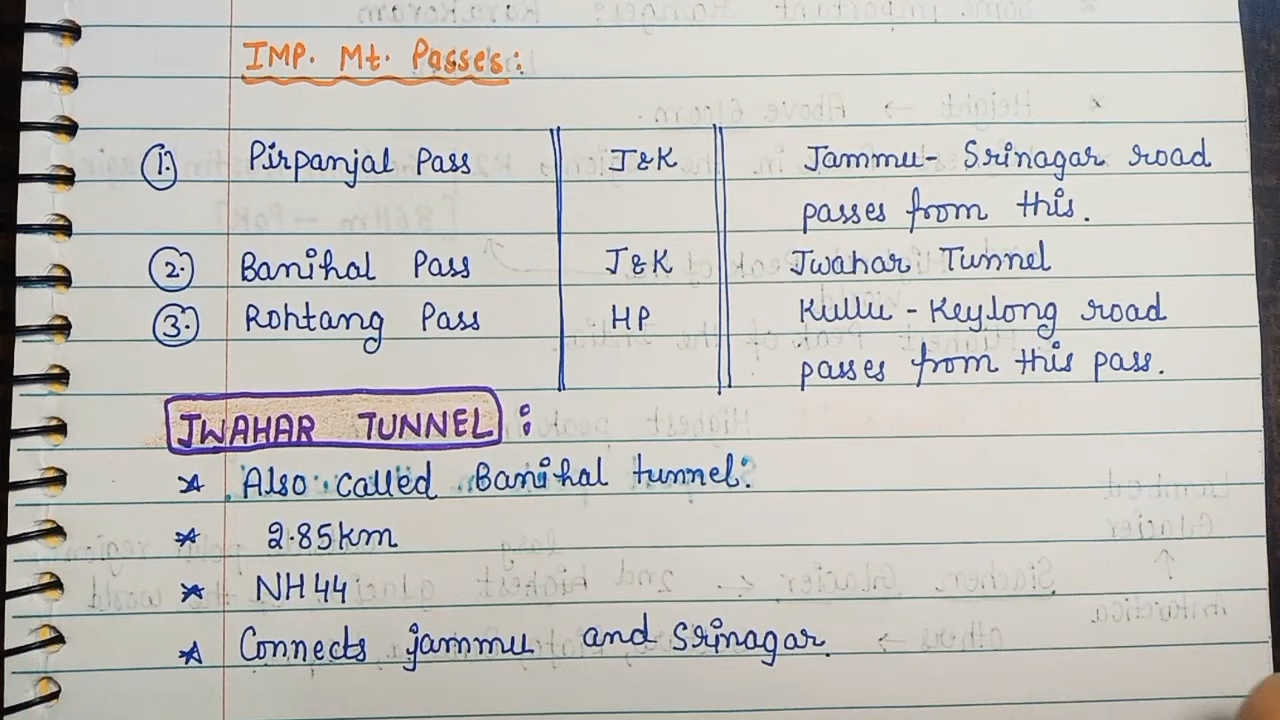 IMP. Mt. Passes:
1. Pirpanjal Pass J&K Jammu- Srinagar road
passes from this.
2. Banihal Pass J&K Jwahar Tunnel
3. Rohtang Pass HP Kullu - Keylong road
passes from this pass.
JWAHAR TUNNEL:
* Also called Banihal tunnel:
* 2.85km
* NH44
* Connects jammu and Srinagar.